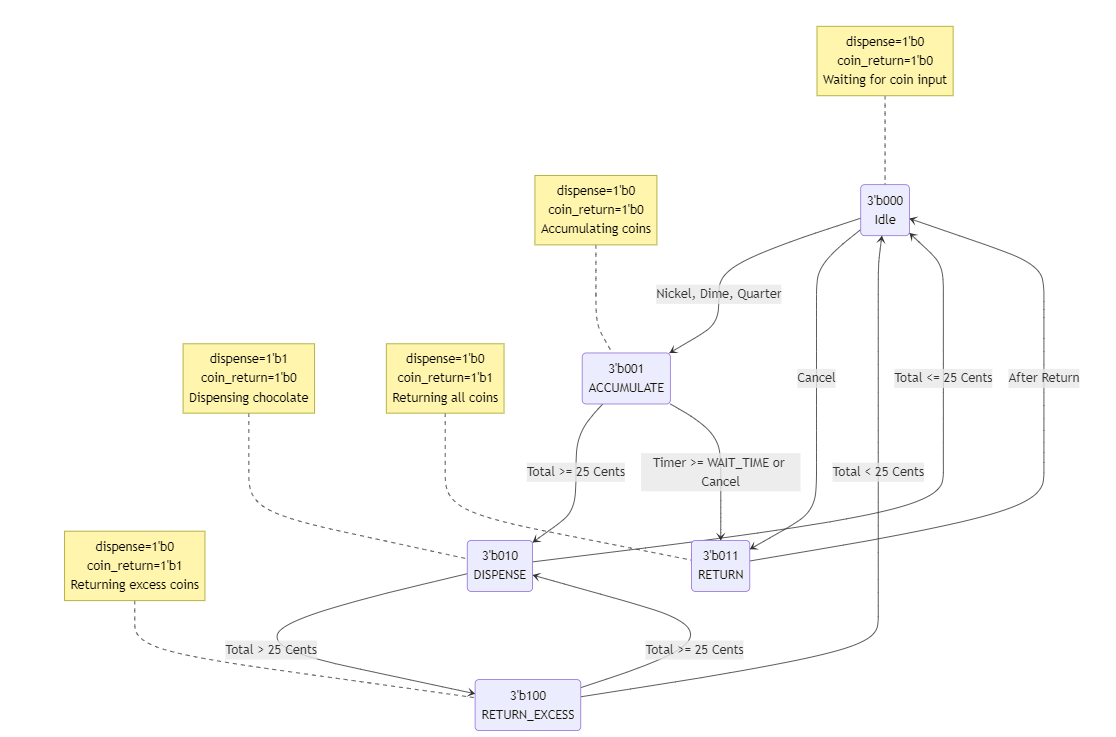 dispense=1'b0
coin_return=1'b0
Waiting for coin input
dispense=1'b0
coin_return=1'b0
Accumulating coins
3'b000
Idle
Nickel, Dime, Quarter
dispense=1'b1
coin_return=1'b0
Dispensing chocolate
dispense=1'b0
coin_return=1'b1
Returning all coins
3'b001
ACCUMULATE
Cancel
Total <= 25 Cents
After Return
Total >= 25 Cents
Timer >= WAIT_TIME or
Cancel
Total < 25 Cents
dispense=1'b0
coin_return=1'b1
Returning excess coins
3'b010
DISPENSE
3'b011
RETURN
Total > 25 Cents
Total >= 25 Cents
3'b100
RETURN_EXCESS